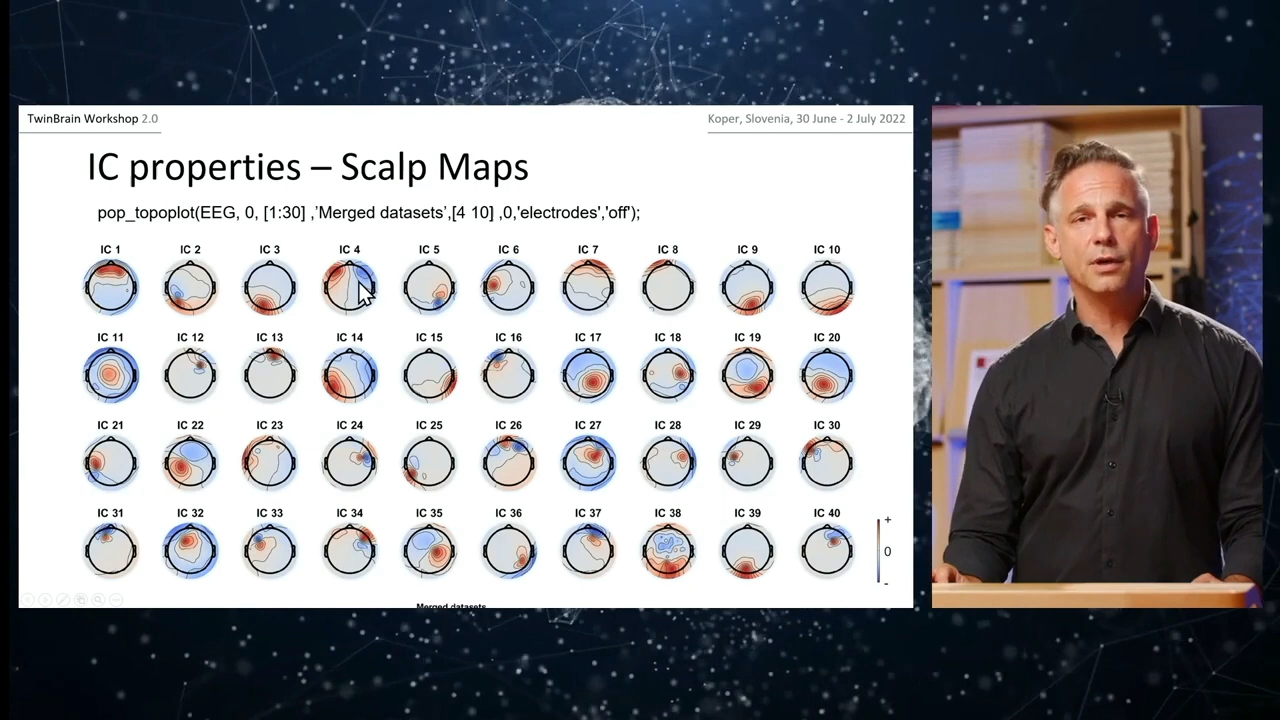 TwinBrain Workshop 2.0
Koper, Slovenia, 30 June - 2 July 2022
IC properties – Scalp Maps
pop_topoplot(EEG, 0, [1:30] ,'Merged datasets',[4 10] ,0,'electrodes','off');
IC 1 IC 2 IC 3 IC 4 IC 5 IC 6 IC 7 IC 8 IC 9 IC 10
IC 11 IC 12 IC 13 IC 14 IC 15 IC 16 IC 17 IC 18 IC 19 IC 20
IC 21 IC 22 IC 23 IC 24 IC 25 IC 26 IC 27 IC 28 IC 29 IC 30
IC 31 IC 32 IC 33 IC 34 IC 35 IC 36 IC 37 IC 38 IC 39 IC 40
+
0
-
Merged datasets